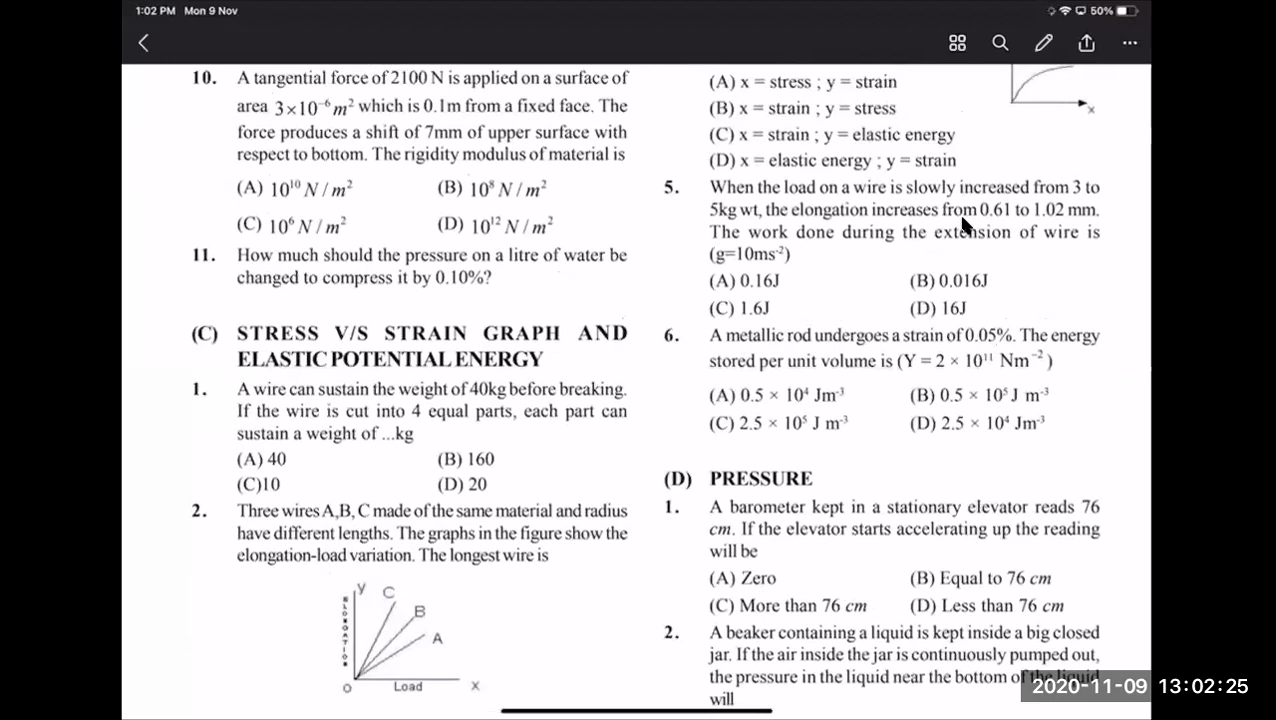 1:02 PM Mon 9 Nov
50%
10. A tangential force of 2100 N is applied on a surface of
area 3×10⁻⁶ m² which is 0.1m from a fixed face. The
force produces a shift of 7mm of upper surface with
respect to bottom. The rigidity modulus of material is
(A) 10¹⁰ N / m² (B) 10⁸ N / m²
(C) 10⁶ N / m² (D) 10¹² N / m²
11. How much should the pressure on a litre of water be
changed to compress it by 0.10%?
(C) STRESS V/S STRAIN GRAPH AND
ELASTIC POTENTIAL ENERGY
1. A wire can sustain the weight of 40kg before breaking.
If the wire is cut into 4 equal parts, each part can
sustain a weight of ...kg
(A) 40 (B) 160
(C)10 (D) 20
2. Three wires A,B, C made of the same material and radius
have different lengths. The graphs in the figure show the
elongation-load variation. The longest wire is
y
C
B
A
ELONGATION
O Load x
(A) x = stress ; y = strain
(B) x = strain ; y = stress
(C) x = strain ; y = elastic energy
(D) x = elastic energy ; y = strain
x
5. When the load on a wire is slowly increased from 3 to
5kg wt, the elongation increases from 0.61 to 1.02 mm.
The work done during the extension of wire is
(g=10ms⁻²)
(A) 0.16J (B) 0.016J
(C) 1.6J (D) 16J
6. A metallic rod undergoes a strain of 0.05%. The energy
stored per unit volume is (Y = 2 × 10¹¹ Nm⁻²)
(A) 0.5 × 10⁴ Jm⁻³ (B) 0.5 × 10⁵ J m⁻³
(C) 2.5 × 10⁵ J m⁻³ (D) 2.5 × 10⁴ Jm⁻³
(D) PRESSURE
1. A barometer kept in a stationary elevator reads 76
cm. If the elevator starts accelerating up the reading
will be
(A) Zero (B) Equal to 76 cm
(C) More than 76 cm (D) Less than 76 cm
2. A beaker containing a liquid is kept inside a big closed
jar. If the air inside the jar is continuously pumped out,
the pressure in the liquid near the bottom of the liquid
will
2020-11-09 13:02:25